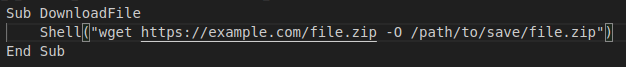 Sub DownloadFile
    Shell("wget https://example.com/file.zip -O /path/to/save/file.zip")
End Sub